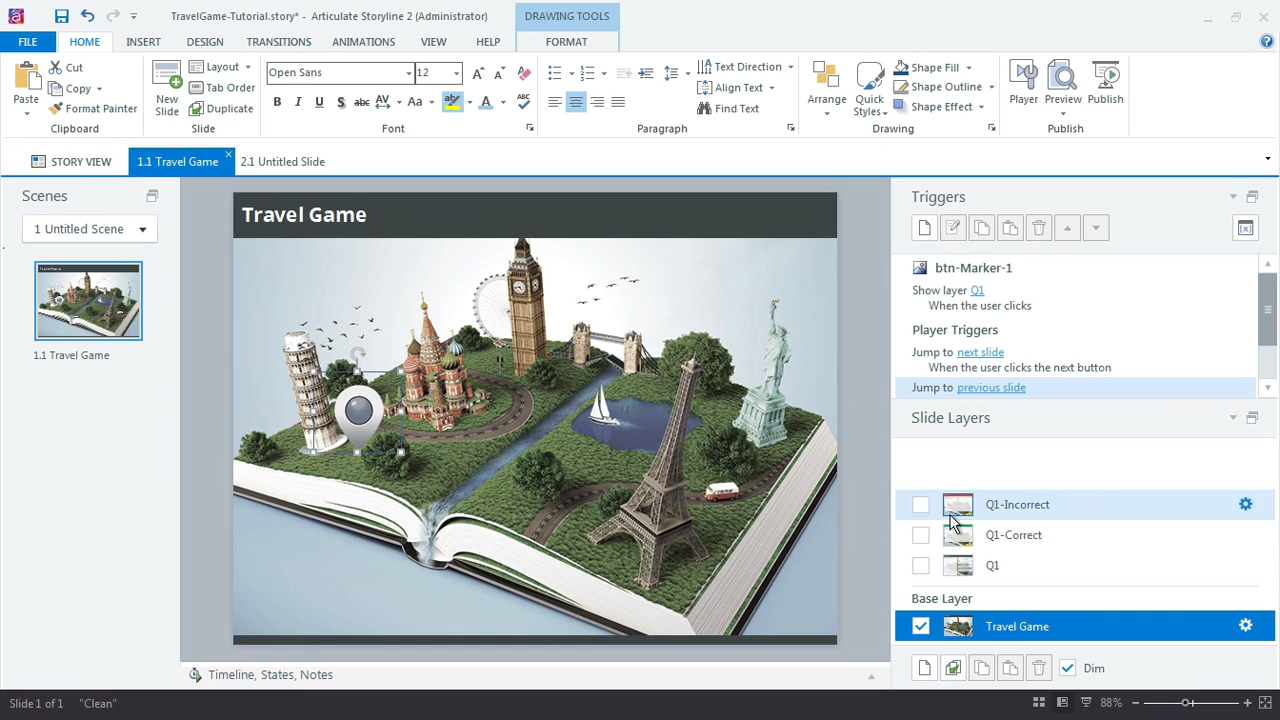 TravelGame-Tutorial.story* - Articulate Storyline 2 (Administrator)
DRAWING TOOLS
FILE HOME INSERT DESIGN TRANSITIONS ANIMATIONS VIEW HELP FORMAT
Paste
Cut
Copy
Format Painter
Clipboard
New Slide
Layout
Tab Order
Duplicate
Slide
Open Sans 12
B I U S abc AV Aa A
Font
Text Direction
Align Text
Find Text
Paragraph
Arrange
Quick Styles
Shape Fill
Shape Outline
Shape Effect
Drawing
Player
Preview
Publish
Publish
STORY VIEW 1.1 Travel Game 2.1 Untitled Slide
Scenes
1 Untitled Scene
1.1 Travel Game
Travel Game
Timeline, States, Notes
Triggers
btn-Marker-1
Show layer Q1
When the user clicks
Player Triggers
Jump to next slide
When the user clicks the next button
Jump to previous slide
Slide Layers
Q1-Incorrect
Q1-Correct
Q1
Base Layer
Travel Game
Dim
Slide 1 of 1 "Clean" 88%